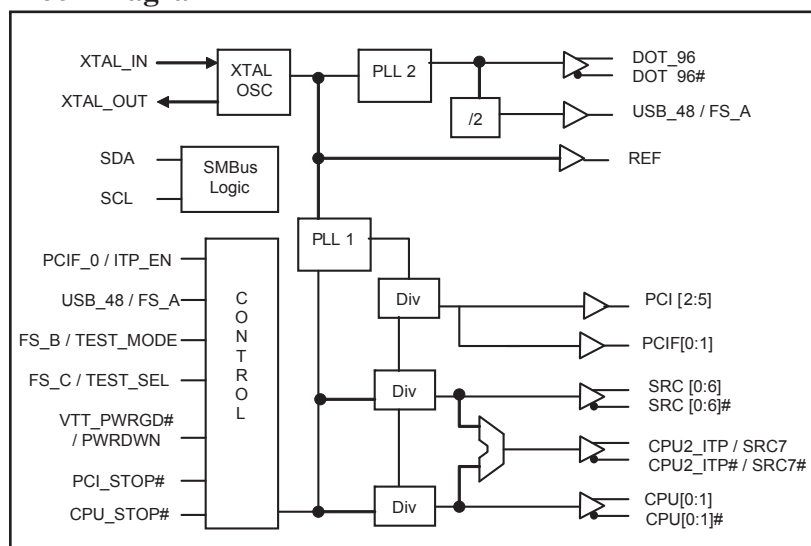 XTAL_IN
XTAL_OUT
XTAL
OSC
PLL 2
/2
DOT_96
DOT_96#
USB_48 / FS_A
REF
SDA
SCL
SMBus
Logic
PLL 1
PCIF_0 / ITP_EN
USB_48 / FS_A
FS_B / TEST_MODE
FS_C / TEST_SEL
VTT_PWRGD#
/ PWRDWN
PCI_STOP#
CPU_STOP#
C
O
N
T
R
O
L
Div
Div
Div
PCI [2:5]
PCIF[0:1]
SRC [0:6]
SRC [0:6]#
CPU2_ITP / SRC7
CPU2_ITP# / SRC7#
CPU[0:1]
CPU[0:1]#